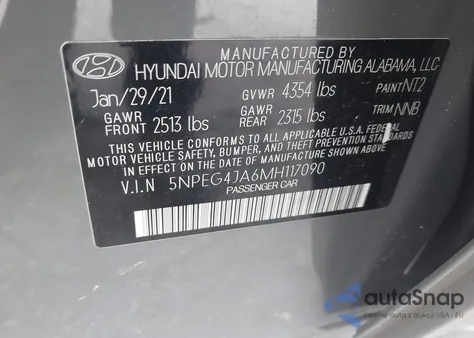 MANUFACTURED BY
HYUNDAI MOTOR MANUFACTURING ALABAMA, LLC.
Jan/29/21 GVWR 4354 lbs PAINT NT2
GAWR FRONT 2513 lbs GAWR REAR 2315 lbs TRIM NNB
THIS VEHICLE CONFORMS TO ALL APPLICABLE U.S.A FEDERAL
MOTOR VEHICLE SAFETY, BUMPER, AND THEFT PREVENTION STANDARDS
IN EFFECT ON THE DATE OF MANUFACTURE SHOWN ABOVE.
V.I.N 5NPEG4JA6MH117090
PASSENGER CAR
autoSnap